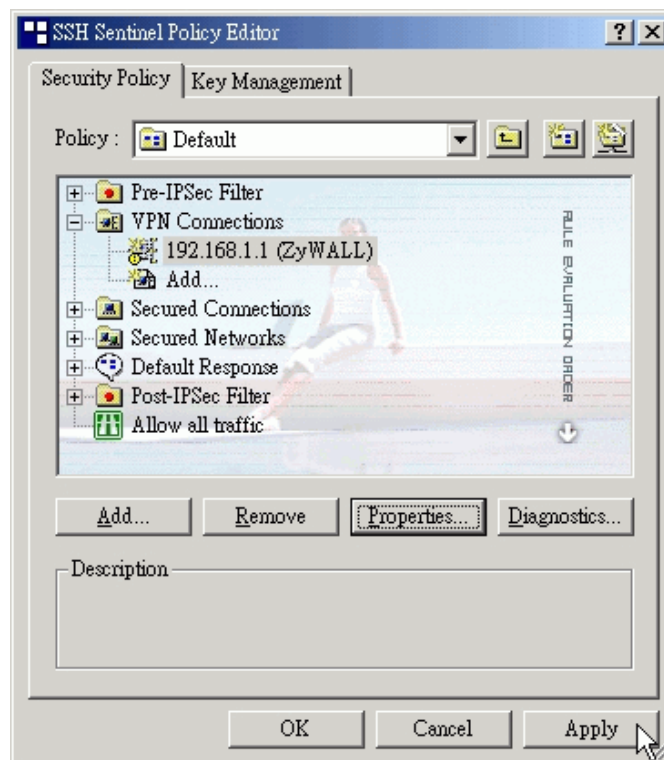 SSH Sentinel Policy Editor
Security Policy
Key Management
Policy :
Default
Pre-IPSec Filter
VPN Connections
192.168.1.1 (ZyWALL)
Add...
Secured Connections
Secured Networks
Default Response
Post-IPSec Filter
Allow all traffic
RULE EVALUATION ORDER
Add...
Remove
Properties...
Diagnostics...
Description
OK
Cancel
Apply